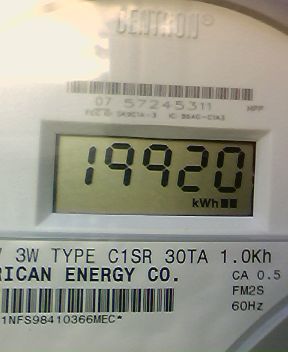 CENTRON®
07 57245311
19920
kWh
3W TYPE C1SR 30TA 1.0Kh
RICAN ENERGY CO.
CA 0.5
FM2S
60Hz
1NFS98410366MEC*